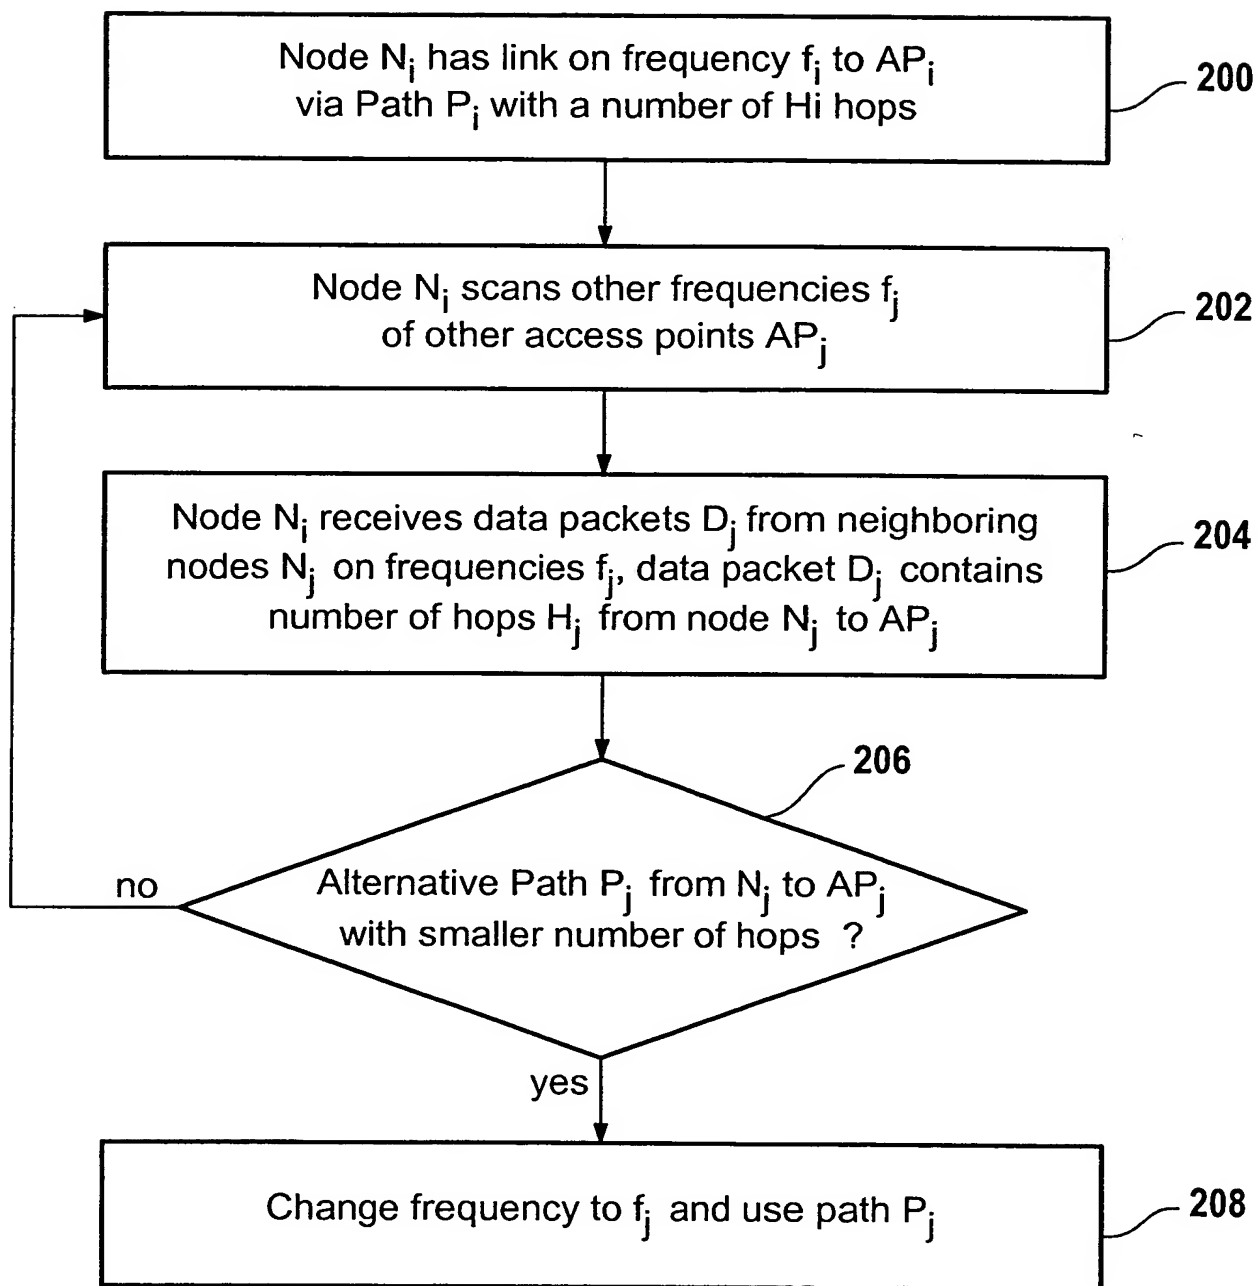 Node Nᵢ has link on frequency fᵢ to APᵢ
via Path Pᵢ with a number of Hi hops
200
Node Nᵢ scans other frequencies fⱼ
of other access points APⱼ
202
Node Nᵢ receives data packets Dⱼ from neighboring
nodes Nⱼ on frequencies fⱼ, data packet Dⱼ contains
number of hops Hⱼ from node Nⱼ to APⱼ
204
206
Alternative Path Pⱼ from Nⱼ to APⱼ
with smaller number of hops ?
no
yes
Change frequency to fⱼ and use path Pⱼ
208